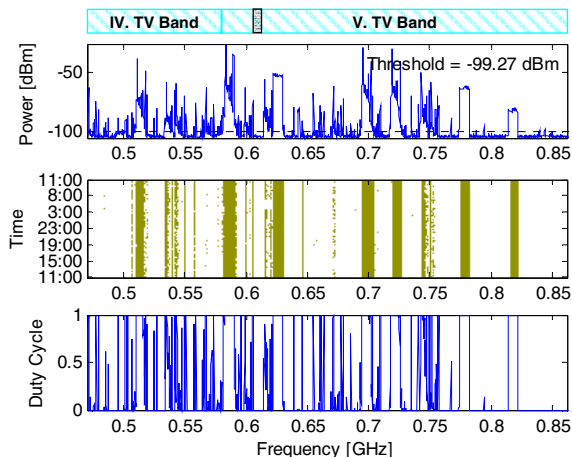 IV. TV Band V. TV Band
Threshold = -99.27 dBm
Power [dBm]
-50
-100
0.5 0.55 0.6 0.65 0.7 0.75 0.8 0.85
Time
11:00
8:00
3:00
23:00
19:00
15:00
11:00
0.5 0.55 0.6 0.65 0.7 0.75 0.8 0.85
Duty Cycle
1
0.5
0
0.5 0.55 0.6 0.65 0.7 0.75 0.8 0.85
Frequency [GHz]